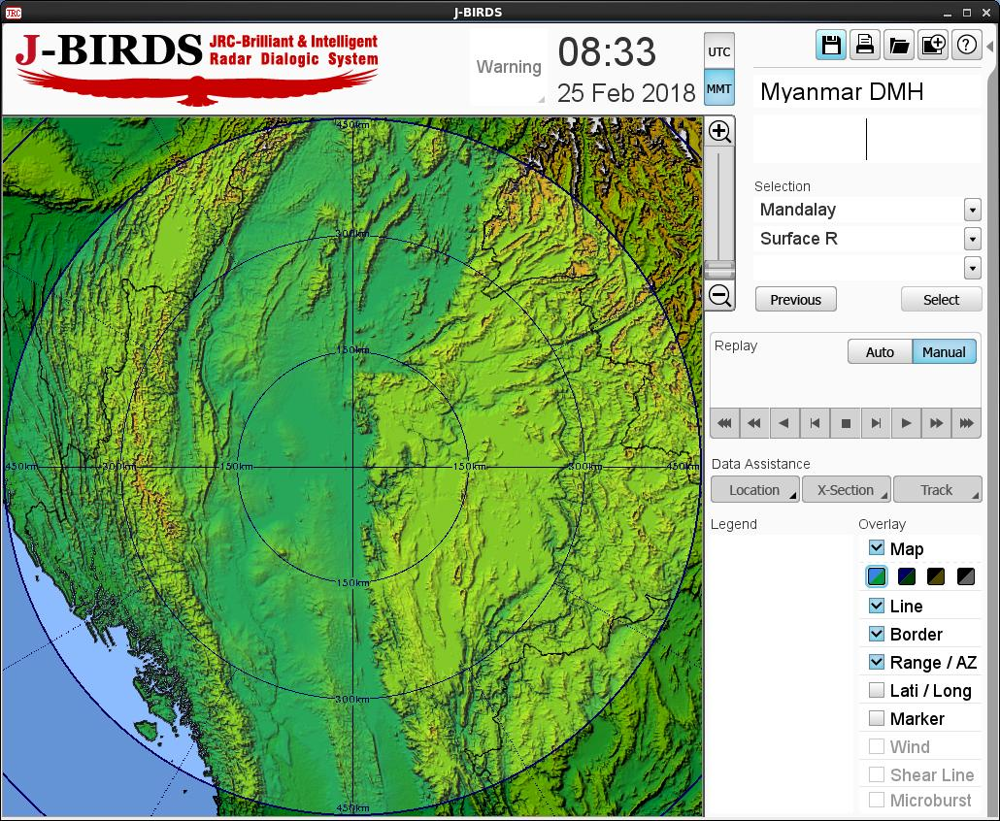 JRC
J-BIRDS
J-BIRDS
JRC-Brilliant & Intelligent
Radar Dialogic System
Warning
08:33
25 Feb 2018
UTC
MMT
Myanmar DMH
Selection
Mandalay
Surface R
Previous
Select
Replay
Auto
Manual
Data Assistance
Location
X-Section
Track
Legend
Overlay
Map
Line
Border
Range / AZ
Lati / Long
Marker
Wind
Shear Line
Microburst
450km
300km
150km
450km
300km
150km
150km
300km
450km
150km
300km
450km